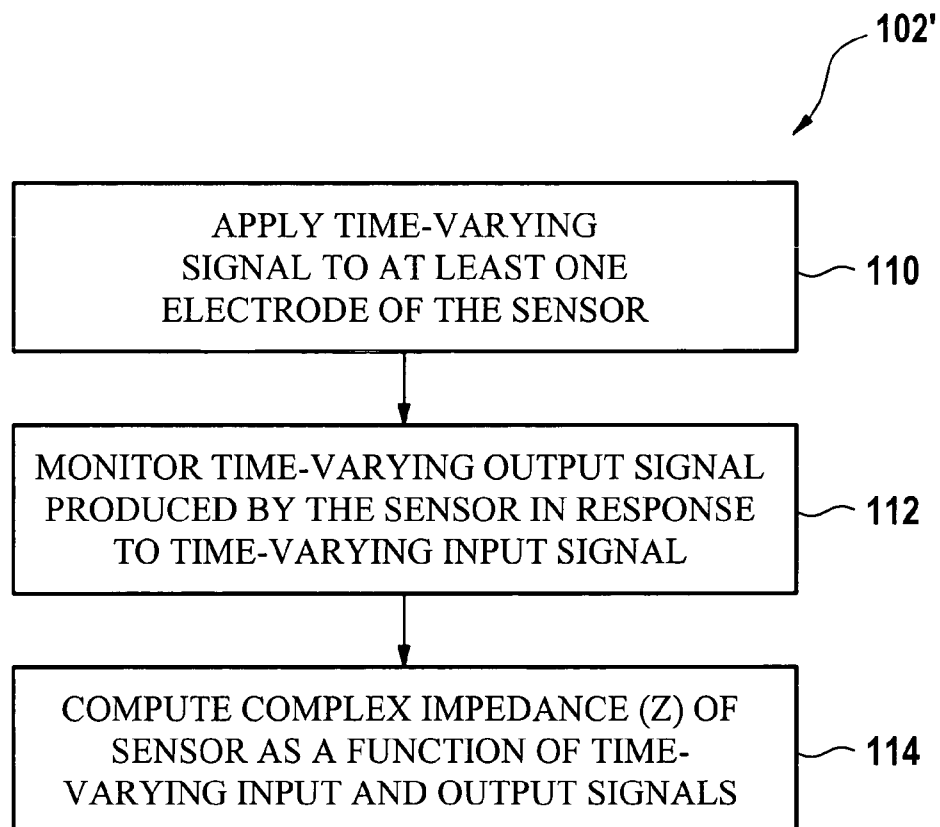 102'
APPLY TIME-VARYING
SIGNAL TO AT LEAST ONE
ELECTRODE OF THE SENSOR
110
MONITOR TIME-VARYING OUTPUT SIGNAL
PRODUCED BY THE SENSOR IN RESPONSE
TO TIME-VARYING INPUT SIGNAL
112
COMPUTE COMPLEX IMPEDANCE (Z) OF
SENSOR AS A FUNCTION OF TIME-
VARYING INPUT AND OUTPUT SIGNALS
114